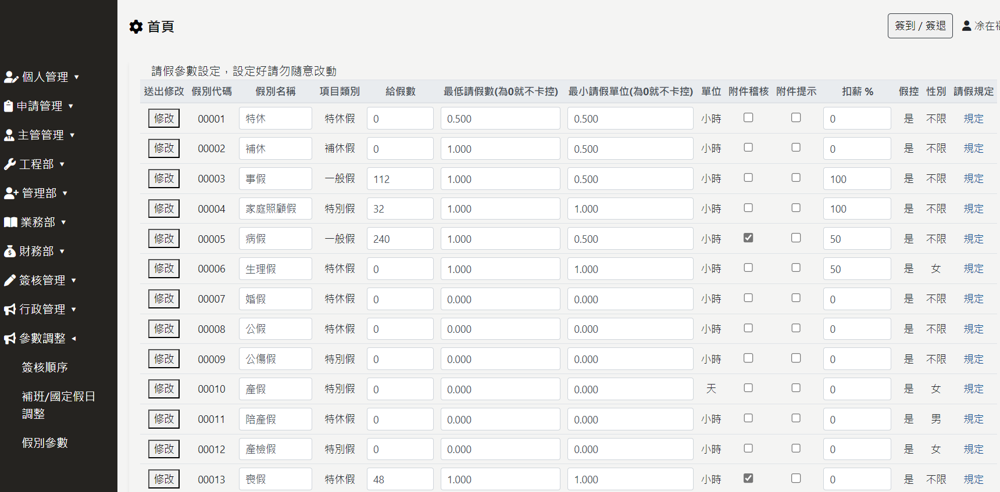 首頁
簽到 / 簽退
凃在
個人管理
申請管理
主管管理
工程部
管理部
業務部
財務部
簽核管理
行政管理
參數調整
簽核順序
補班/國定假日
調整
假別參數
請假參數設定，設定好請勿隨意改動
送出修改 假別代碼 假別名稱 項目類別 給假數 最低請假數(為0就不卡控) 最小請假單位(為0就不卡控) 單位 附件稽核 附件提示 扣薪 % 假控 性別 請假規定
修改 00001 特休 特休假 0 0.500 0.500 小時 0 是 不限 規定
修改 00002 補休 補休假 0 1.000 0.500 小時 0 是 不限 規定
修改 00003 事假 一般假 112 1.000 0.500 小時 100 是 不限 規定
修改 00004 家庭照顧假 特別假 32 1.000 1.000 小時 100 是 不限 規定
修改 00005 病假 一般假 240 1.000 0.500 小時 50 是 不限 規定
修改 00006 生理假 特休假 0 1.000 1.000 小時 50 是 女 規定
修改 00007 婚假 特休假 0 0.000 0.000 小時 0 是 不限 規定
修改 00008 公假 特休假 0 0.000 0.000 小時 0 是 不限 規定
修改 00009 公傷假 特別假 0 0.000 0.000 小時 0 是 不限 規定
修改 00010 產假 特別假 0 0.000 0.000 天 0 是 女 規定
修改 00011 陪產假 特休假 0 0.000 0.000 小時 0 是 男 規定
修改 00012 產檢假 特別假 0 0.000 0.000 小時 0 是 女 規定
修改 00013 喪假 特休假 48 1.000 1.000 小時 0 是 不限 規定